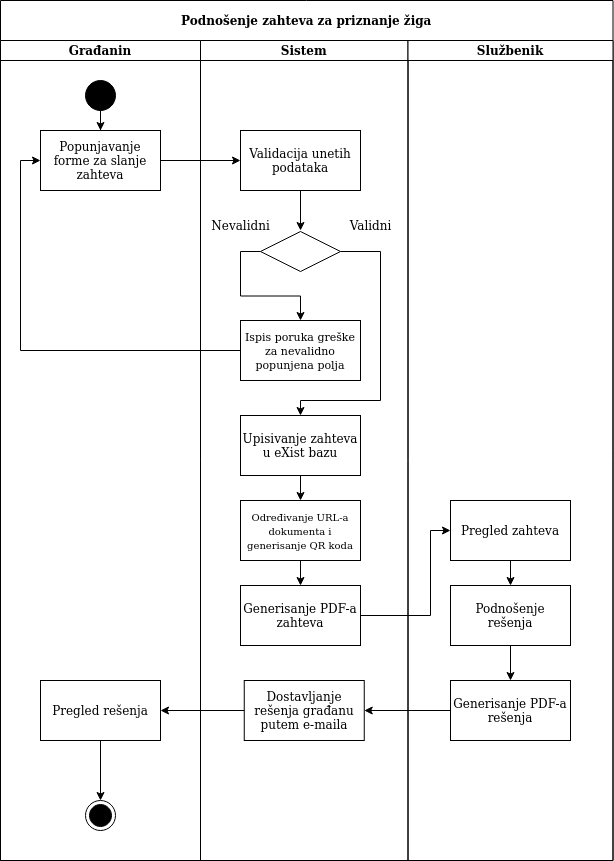 Podnošenje zahteva za priznanje žiga
Građanin
Sistem
Službenik
Popunjavanje
forme za slanje
zahteva
Validacija unetih
podataka
Nevalidni
Validni
Ispis poruka greške
za nevalidno
popunjena polja
Upisivanje zahteva
u eXist bazu
Određivanje URL-a
dokumenta i
generisanje QR koda
Generisanje PDF-a
zahteva
Pregled zahteva
Podnošenje
rešenja
Generisanje PDF-a
rešenja
Dostavljanje
rešenja građanu
putem e-maila
Pregled rešenja